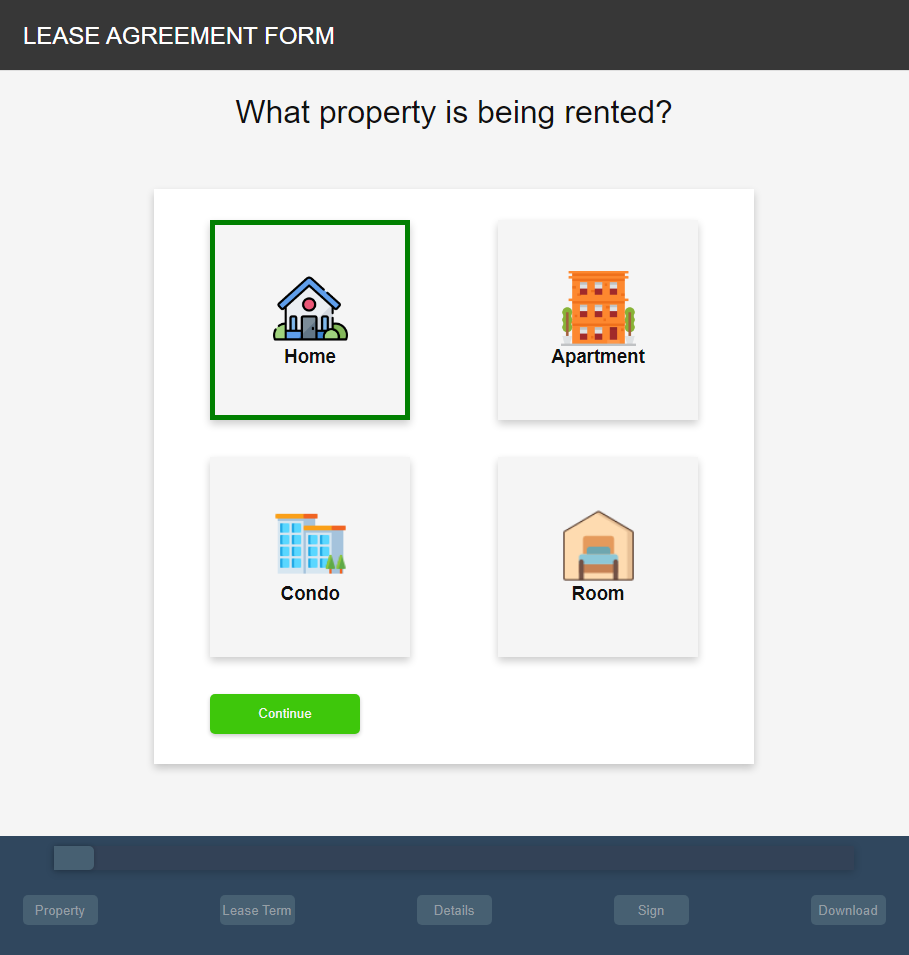 LEASE AGREEMENT FORM
What property is being rented?
Home
Apartment
Condo
Room
Continue
Property
Lease Term
Details
Sign
Download